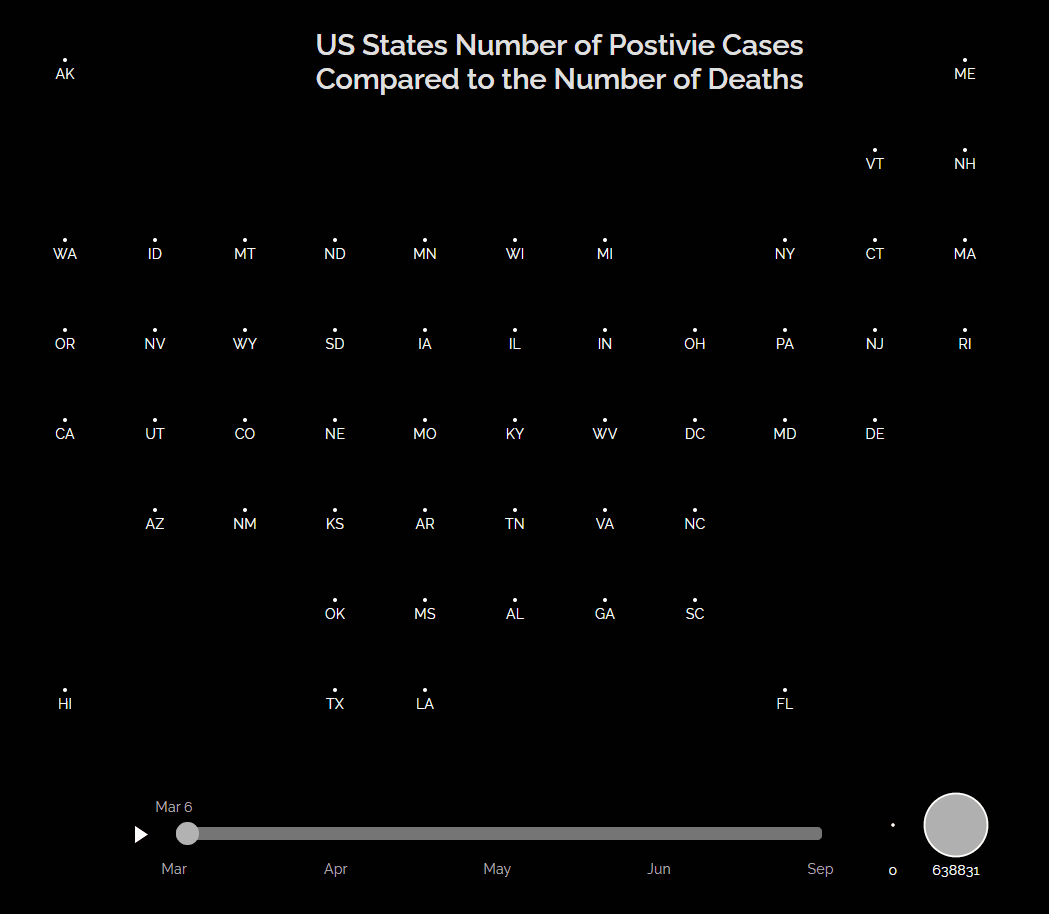 US States Number of Postivie Cases
Compared to the Number of Deaths
AK ME
VT NH
WA ID MT ND MN WI MI NY CT MA
OR NV WY SD IA IL IN OH PA NJ RI
CA UT CO NE MO KY WV DC MD DE
AZ NM KS AR TN VA NC
OK MS AL GA SC
HI TX LA FL
Mar 6
Mar Apr May Jun Sep 0 638831